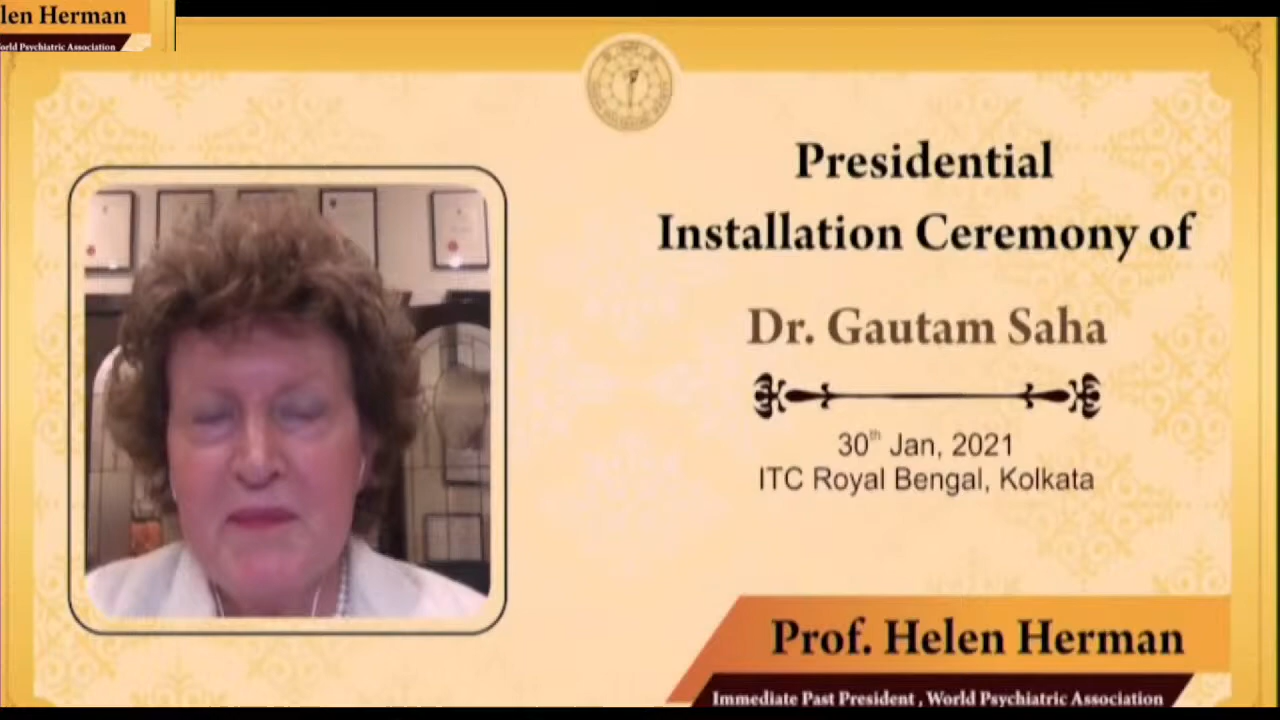 len Herman
orld Psychiatric Association
Presidential
Installation Ceremony of
Dr. Gautam Saha
30th Jan, 2021
ITC Royal Bengal, Kolkata
Prof. Helen Herman
Immediate Past President , World Psychiatric Association